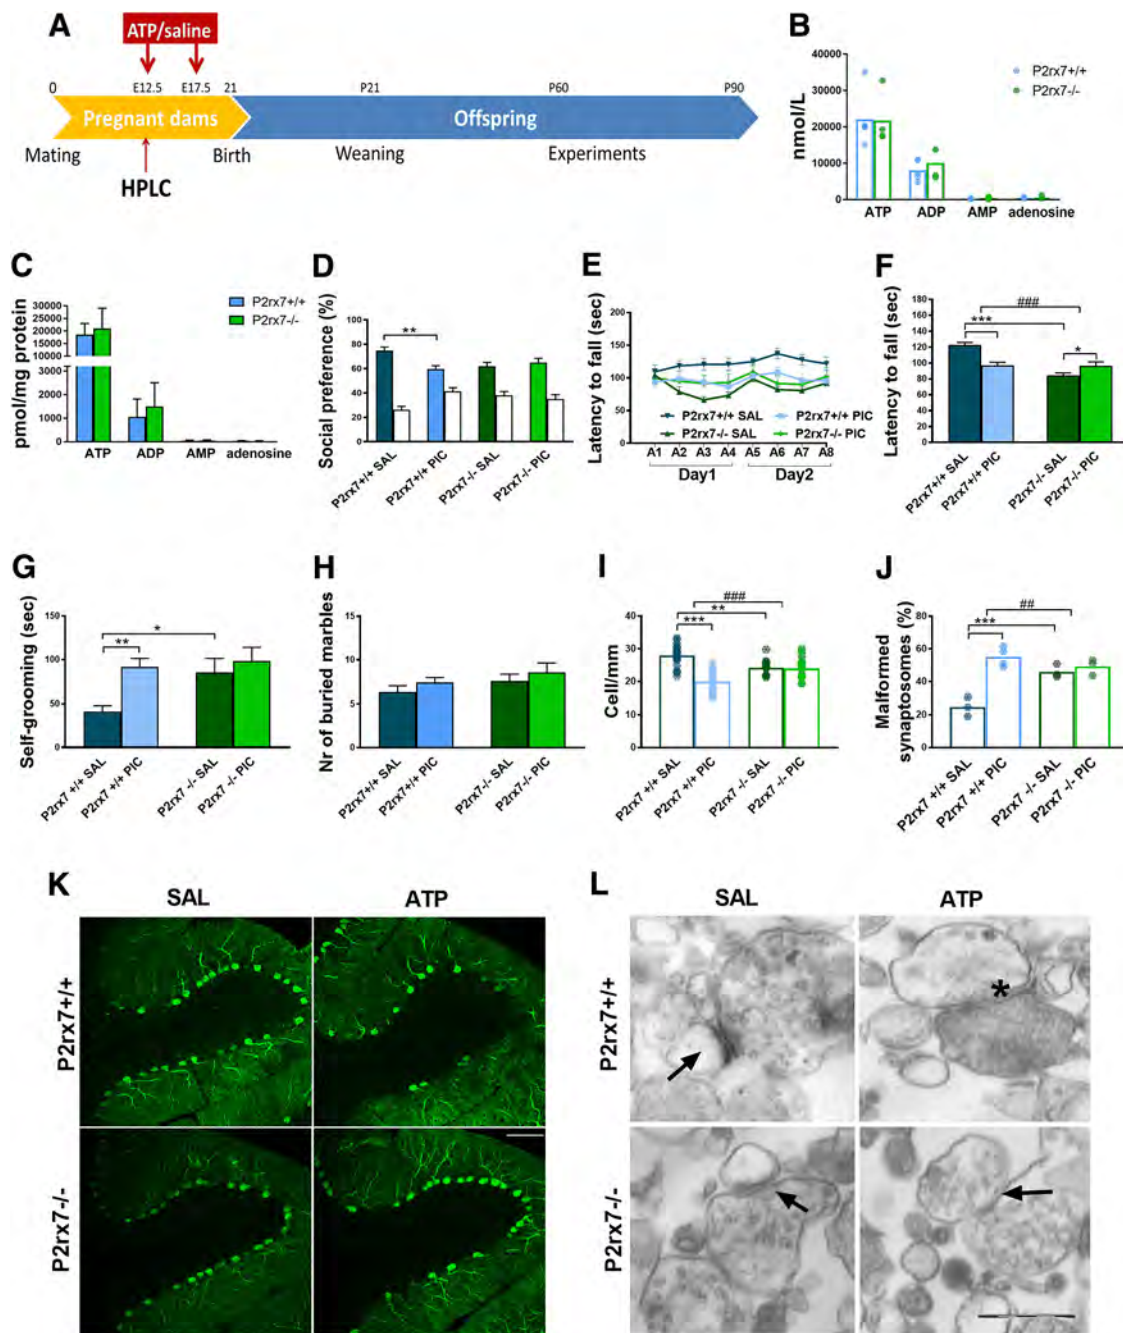 A
ATP/saline
0
E12.5
E17.5
21
P21
P60
P90
Pregnant dams
Offspring
Mating
Birth
Weaning
Experiments
HPLC
B
nmol/L
40000
30000
20000
10000
0
P2rx7+/+
P2rx7-/-
ATP
ADP
AMP
adenosine
C
pmol/mg protein
30000
25000
20000
15000
10000
2000
1000
0
P2rx7+/+
P2rx7-/-
ATP
ADP
AMP
adenosine
D
Social preference (%)
100
80
60
40
20
0
**
P2rx7+/+ SAL
P2rx7+/+ PIC
P2rx7-/- SAL
P2rx7-/- PIC
E
Latency to fall (sec)
200
150
100
50
0
P2rx7+/+ SAL
P2rx7+/+ PIC
P2rx7-/- SAL
P2rx7-/- PIC
A1
A2
A3
A4
A5
A6
A7
A8
Day1
Day2
F
Latency to fall (sec)
180
150
120
90
60
30
0
###
***
*
P2rx7+/+ SAL
P2rx7+/+ PIC
P2rx7-/- SAL
P2rx7-/- PIC
G
Self-grooming (sec)
150
100
50
0
*
**
P2rx7 +/+ SAL
P2rx7 +/+ PIC
P2rx7 -/- SAL
P2rx7 -/- PIC
H
Nr of buried marbles
15
10
5
0
P2rx7+/+ SAL
P2rx7+/+ PIC
P2rx7-/- SAL
P2rx7-/- PIC
I
Cell/mm
40
30
20
10
0
###
**
***
P2rx7 +/+ SAL
P2rx7 +/+ PIC
P2rx7 -/- SAL
P2rx7 -/- PIC
J
Malformed
synaptosomes (%)
80
60
40
20
0
##
***
***
P2rx7 +/+ SAL
P2rx7 +/+ PIC
P2rx7 -/- SAL
P2rx7 -/- PIC
K
SAL
ATP
P2rx7+/+
P2rx7-/-
L
SAL
ATP
P2rx7+/+
*
P2rx7-/-